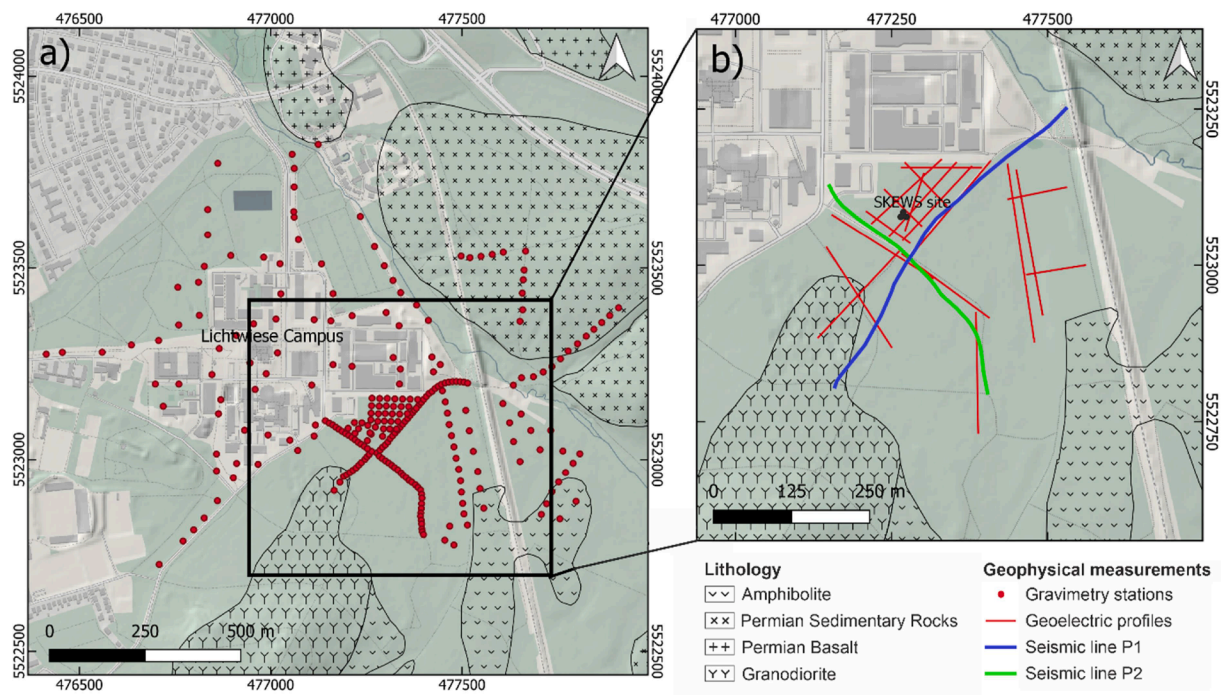 477000 477500
477000 477250 477500
a)
b)
5524000
5524000
5523250
SKEWS site
5523500
5523500
5523000
Lichtwiese Campus
5523000
5523000
5522750
0 125 250 m
0 250 500 m
5522500
5522500
476500 477000 477500
Lithology
Amphibolite
Permian Sedimentary Rocks
Permian Basalt
Granodiorite
Geophysical measurements
Gravimetry stations
Geoelectric profiles
Seismic line P1
Seismic line P2